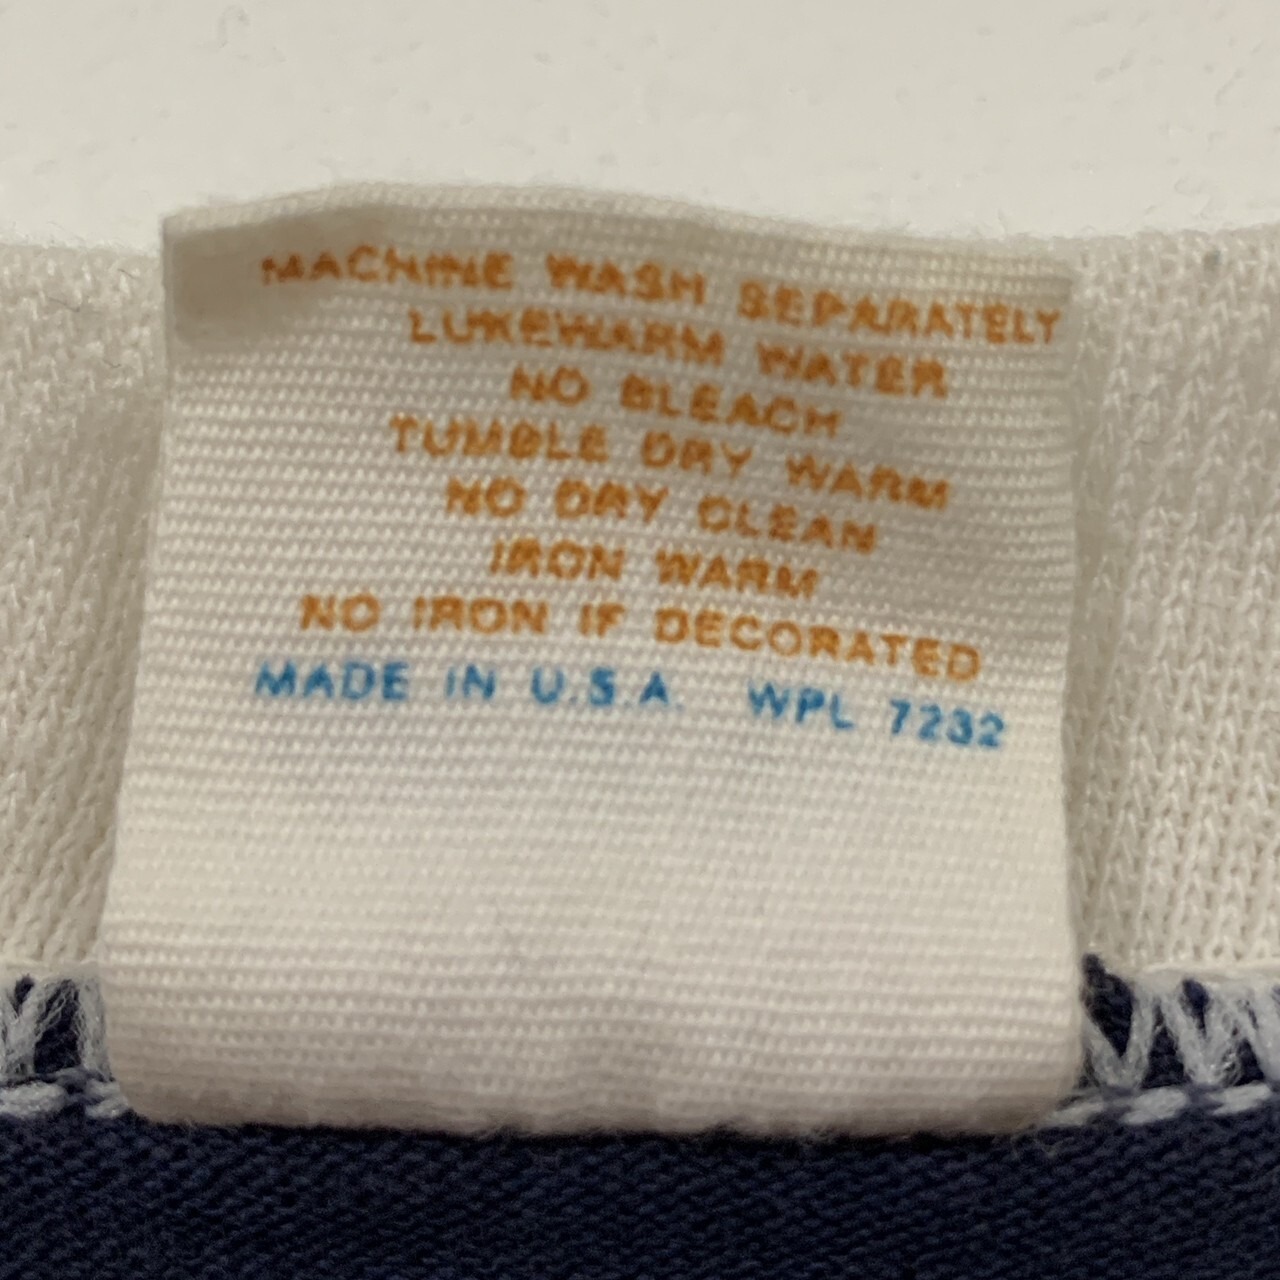 MACHINE WASH SEPARATELY
LUKEWARM WATER
NO BLEACH
TUMBLE DRY WARM
NO DRY CLEAN
IRON WARM
NO IRON IF DECORATED
MADE IN U.S.A. WPL 7232